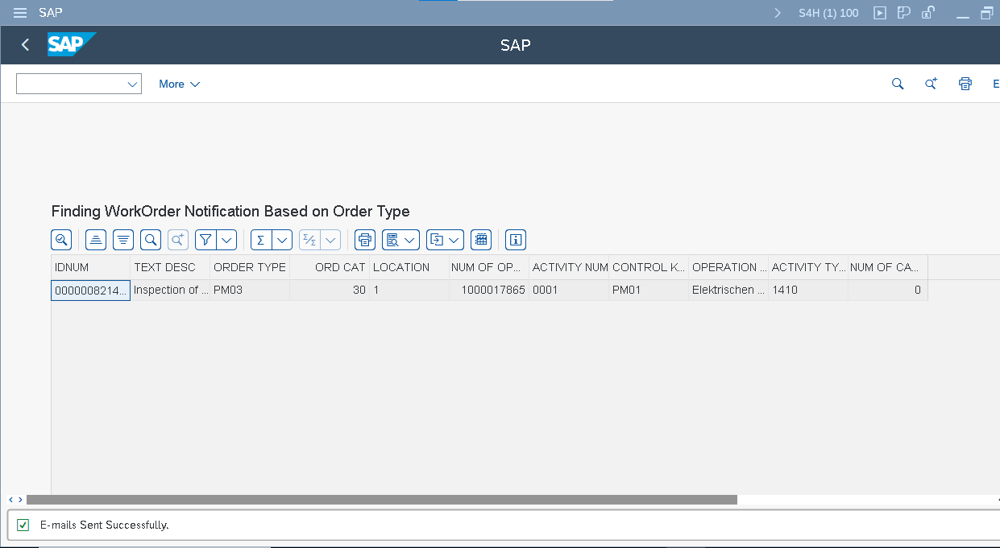 SAP
S4H (1) 100
SAP
SAP
More
E
Finding WorkOrder Notification Based on Order Type
IDNUM TEXT DESC ORDER TYPE ORD CAT LOCATION NUM OF OP... ACTIVITY NUM CONTROL K... OPERATION ... ACTIVITY TY... NUM OF CA...
0000008214... Inspection of ... PM03 30 1 1000017865 0001 PM01 Elektrischen ... 1410 0
E-mails Sent Successfully.